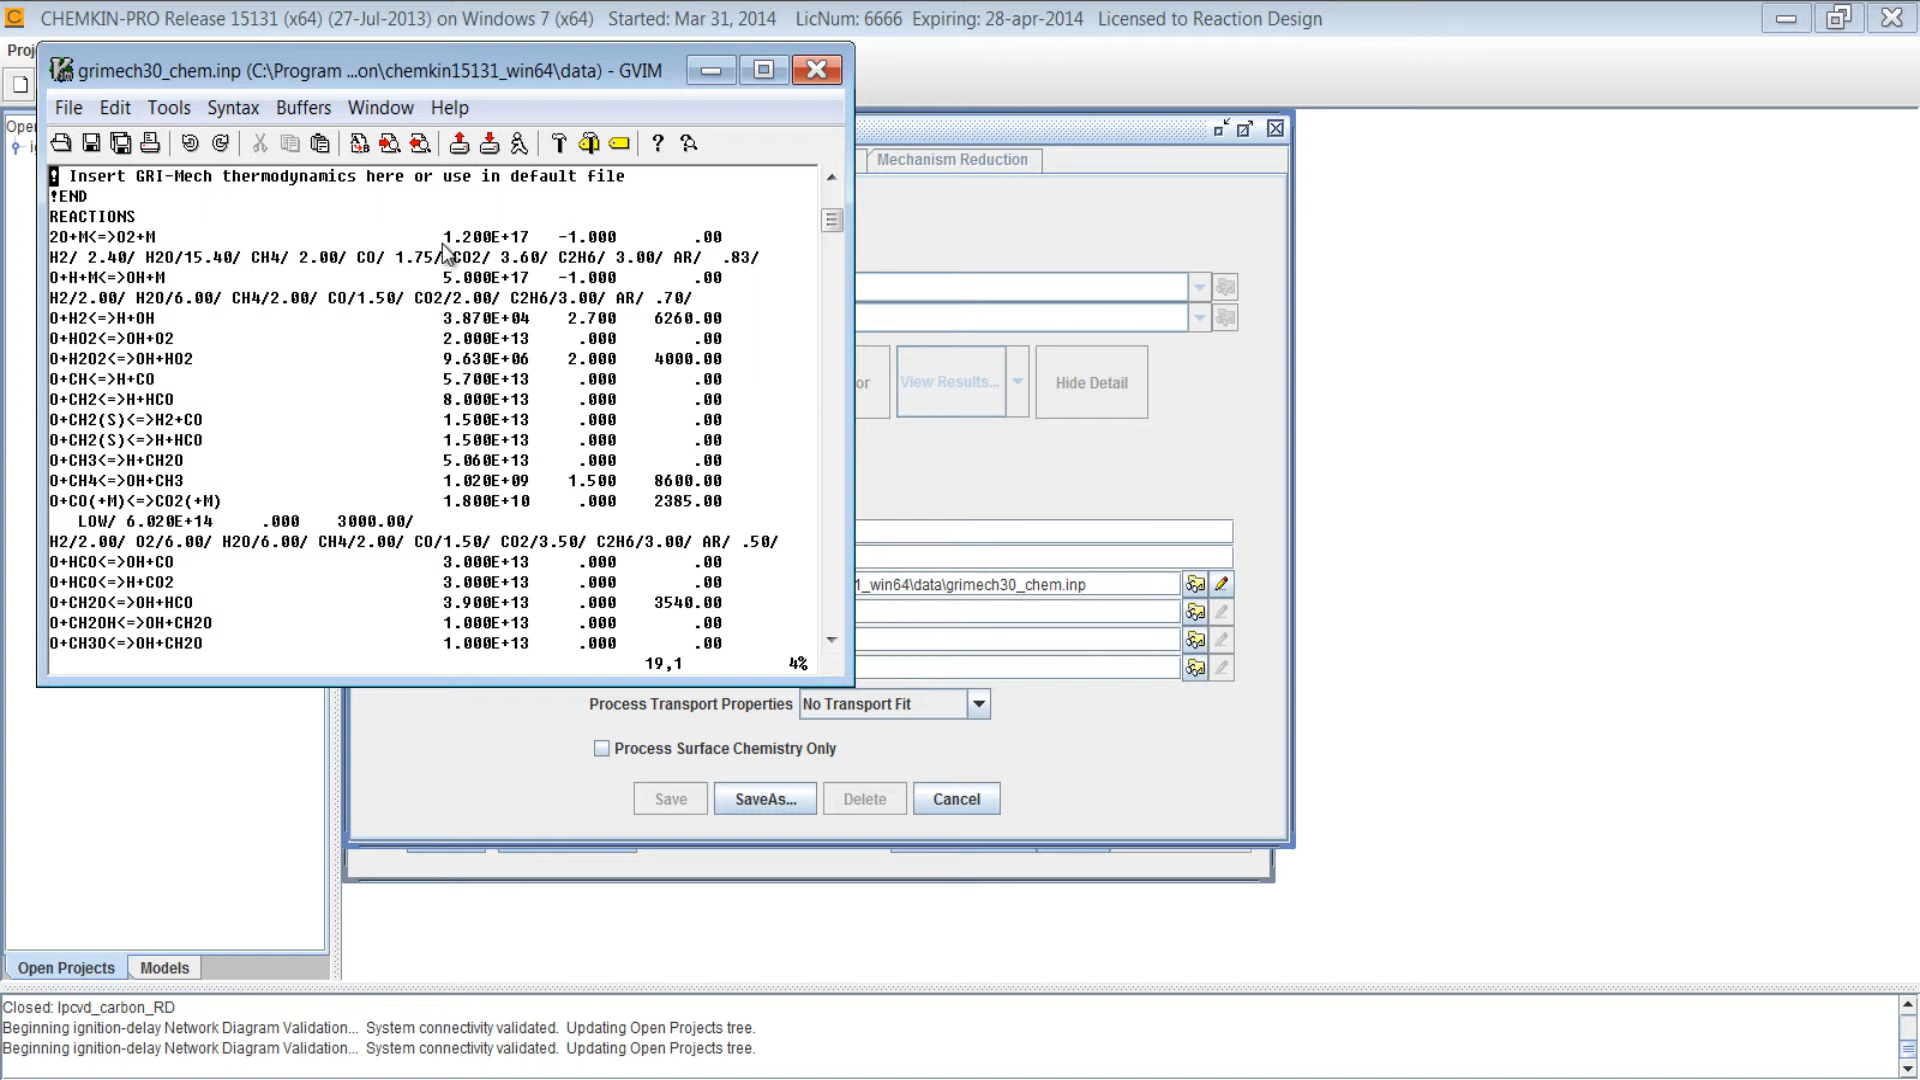 CHEMKIN-PRO Release 15131 (x64) (27-Jul-2013) on Windows 7 (x64)   Started: Mar 31, 2014   LicNum: 6666   Expiring: 28-apr-2014   Licensed to Reaction Design
grimech30_chem.inp (C:\Program ...on\chemkin15131_win64\data) - GVIM
File Edit Tools Syntax Buffers Window Help
! Insert GRI-Mech thermodynamics here or use in default file
!END
REACTIONS
2O+M<=>O2+M 1.200E+17 -1.000 .00
H2/ 2.40/ H2O/15.40/ CH4/ 2.00/ CO/ 1.75/ CO2/ 3.60/ C2H6/ 3.00/ AR/ .83/
O+H+M<=>OH+M 5.000E+17 -1.000 .00
H2/2.00/ H2O/6.00/ CH4/2.00/ CO/1.50/ CO2/2.00/ C2H6/3.00/ AR/ .70/
O+H2<=>H+OH 3.870E+04 2.700 6260.00
O+HO2<=>OH+O2 2.000E+13 .000 .00
O+H2O2<=>OH+HO2 9.630E+06 2.000 4000.00
O+CH<=>H+CO 5.700E+13 .000 .00
O+CH2<=>H+HCO 8.000E+13 .000 .00
O+CH2(S)<=>H2+CO 1.500E+13 .000 .00
O+CH2(S)<=>H+HCO 1.500E+13 .000 .00
O+CH3<=>H+CH2O 5.060E+13 .000 .00
O+CH4<=>OH+CH3 1.020E+09 1.500 8600.00
O+CO(+M)<=>CO2(+M) 1.800E+10 .000 2385.00
LOW/ 6.020E+14 .000 3000.00/
H2/2.00/ O2/6.00/ H2O/6.00/ CH4/2.00/ CO/1.50/ CO2/3.50/ C2H6/3.00/ AR/ .50/
O+HCO<=>OH+CO 3.000E+13 .000 .00
O+HCO<=>H+CO2 3.000E+13 .000 .00
O+CH2O<=>OH+HCO 3.900E+13 .000 3540.00
O+CH2OH<=>OH+CH2O 1.000E+13 .000 .00
O+CH3O<=>OH+CH2O 1.000E+13 .000 .00
19,1 4%
Mechanism Reduction
or View Results... Hide Detail
1_win64\data\grimech30_chem.inp
Process Transport Properties No Transport Fit
Process Surface Chemistry Only
Save SaveAs... Delete Cancel
Open Projects Models
Closed: lpcvd_carbon_RD
Beginning ignition-delay Network Diagram Validation... System connectivity validated. Updating Open Projects tree.
Beginning ignition-delay Network Diagram Validation... System connectivity validated. Updating Open Projects tree.